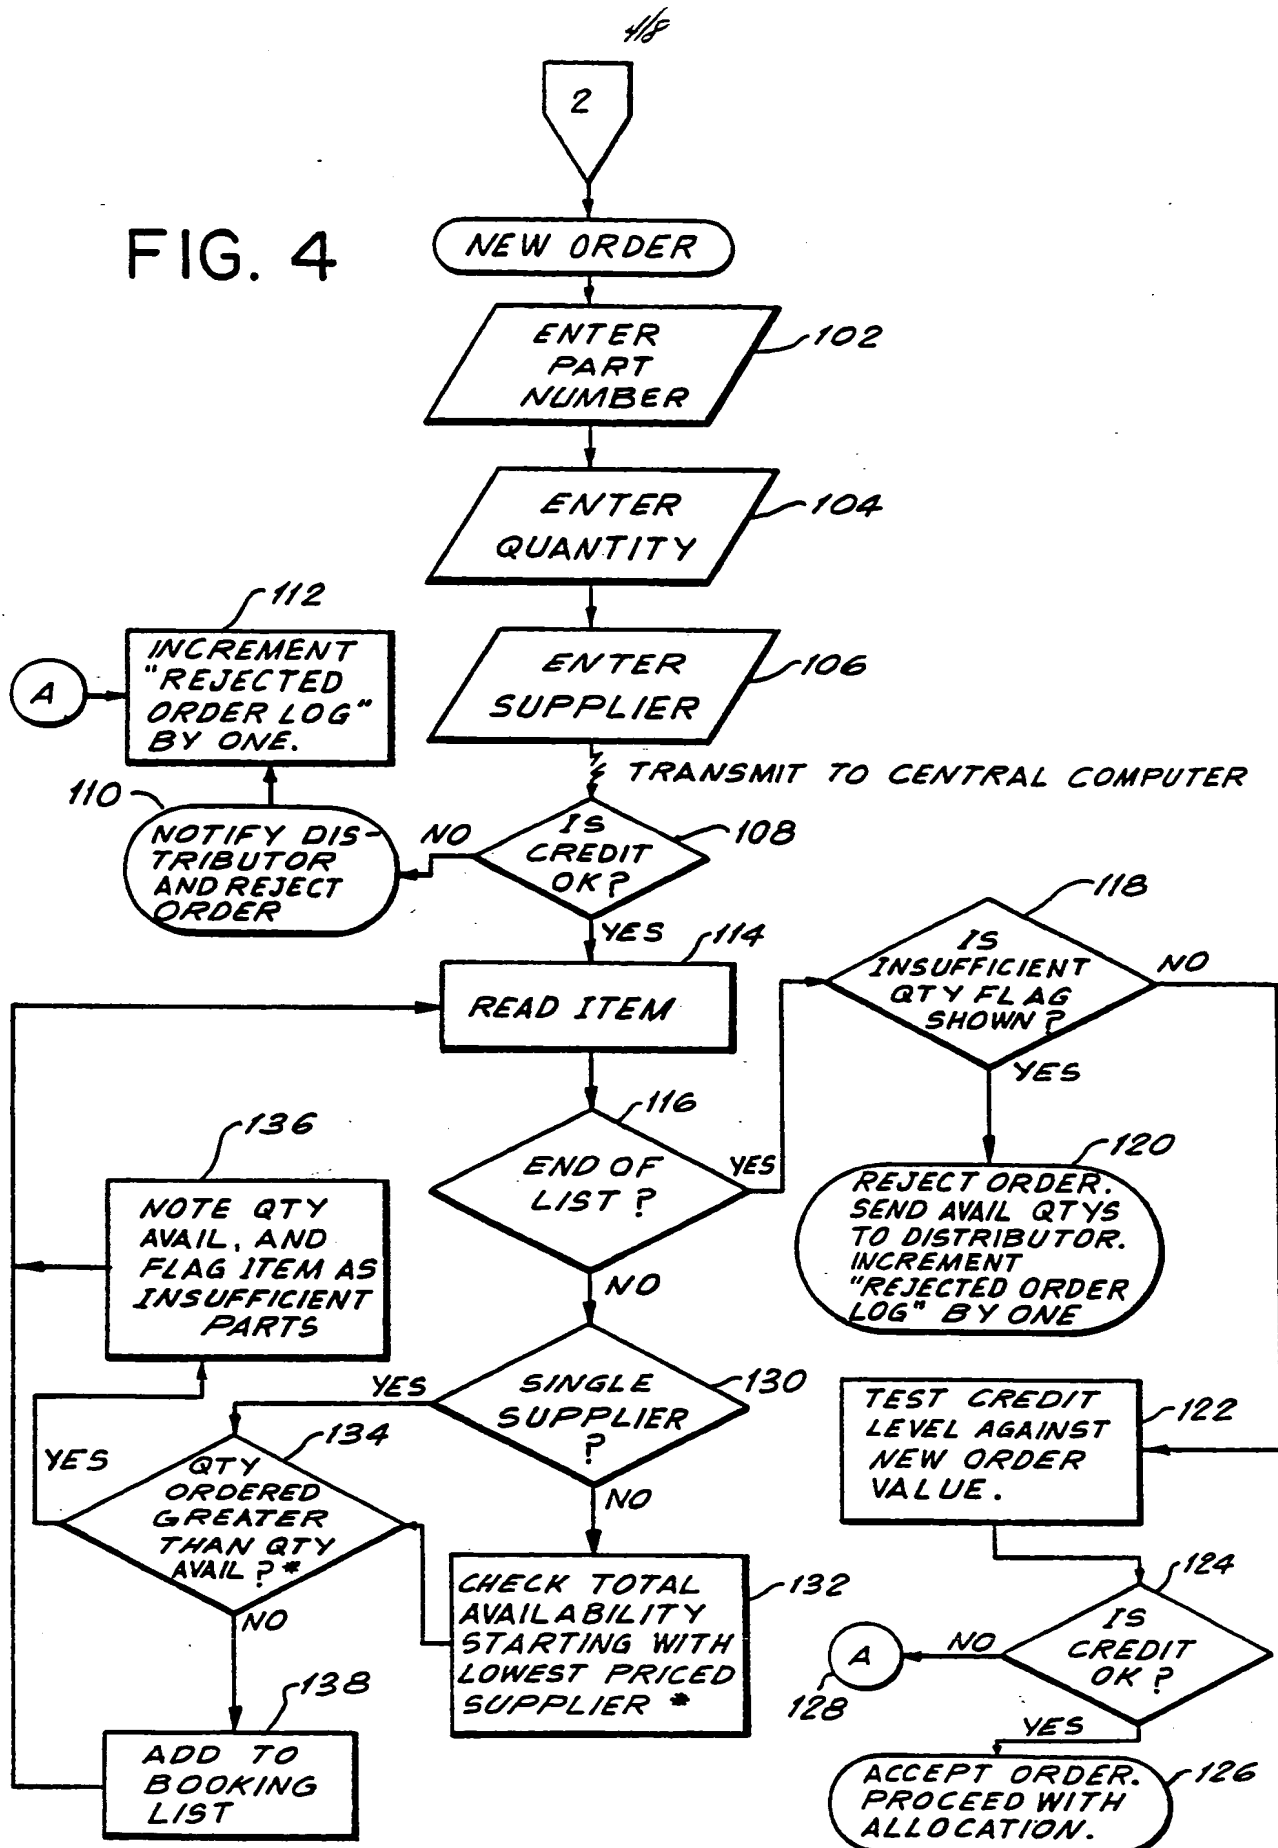 4/8
2
FIG. 4
NEW ORDER
ENTER
PART
NUMBER
102
ENTER
QUANTITY
104
ENTER
SUPPLIER
106
TRANSMIT TO CENTRAL COMPUTER
112
INCREMENT
"REJECTED
ORDER LOG"
BY ONE.
A
110
NOTIFY DIS-
TRIBUTOR
AND REJECT
ORDER
NO
IS
CREDIT
OK?
108
YES
114
READ ITEM
116
END OF
LIST?
YES
NO
118
IS
INSUFFICIENT
QTY FLAG
SHOWN?
NO
YES
120
REJECT ORDER.
SEND AVAIL QTYS
TO DISTRIBUTOR.
INCREMENT
"REJECTED ORDER
LOG" BY ONE
136
NOTE QTY
AVAIL, AND
FLAG ITEM AS
INSUFFICIENT
PARTS
YES
SINGLE
SUPPLIER
?
130
YES
NO
134
QTY
ORDERED
GREATER
THAN QTY
AVAIL?*
NO
CHECK TOTAL
AVAILABILITY
STARTING WITH
LOWEST PRICED
SUPPLIER *
132
138
ADD TO
BOOKING
LIST
TEST CREDIT
LEVEL AGAINST
NEW ORDER
VALUE.
122
124
IS
CREDIT
OK?
NO
A
128
YES
ACCEPT ORDER.
PROCEED WITH
ALLOCATION.
126